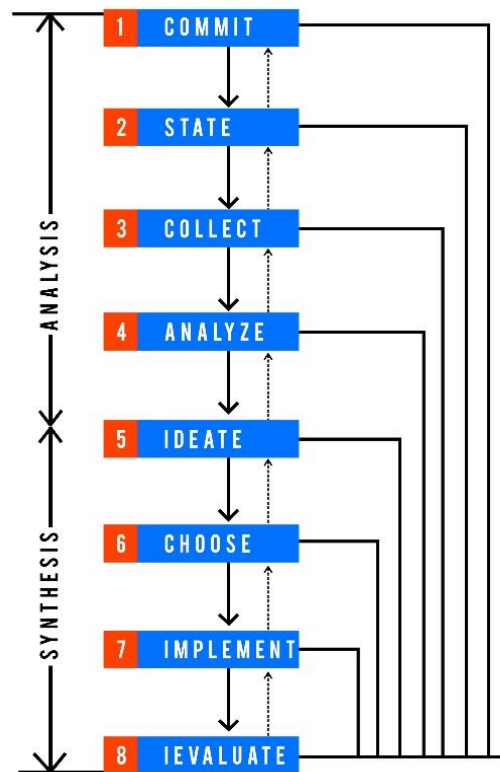 1 COMMIT
2 STATE
3 COLLECT
4 ANALYZE
5 IDEATE
6 CHOOSE
7 IMPLEMENT
8 IEVALUATE
ANALYSIS
SYNTHESIS